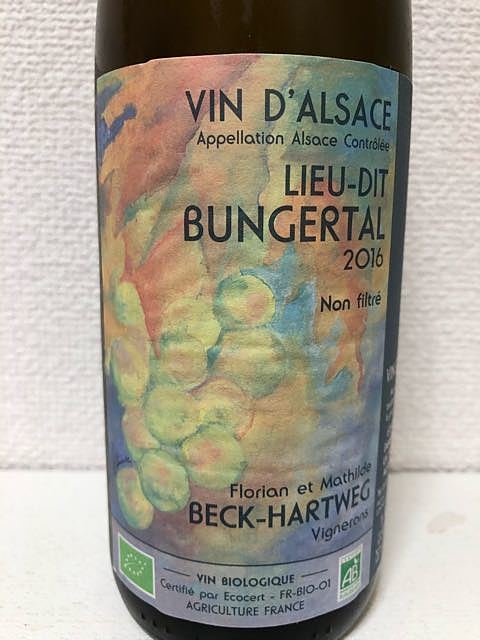 VIN D'ALSACE
Appellation Alsace Contrôlée
LIEU-DIT
BUNGERTAL
2016
Non filtré
Florian et Mathilde
BECK-HARTWEG
Vignerons
VIN BIOLOGIQUE
Certifié par Ecocert - FR-BIO-01
AGRICULTURE FRANCE
AB
VIN